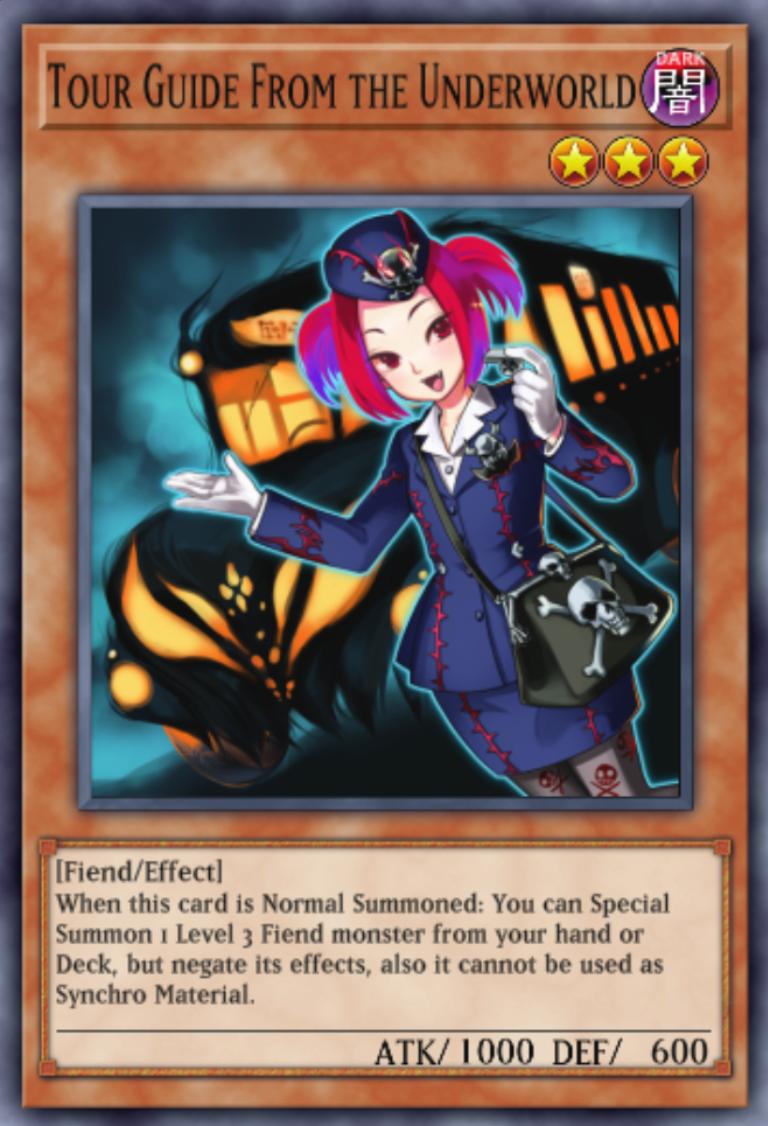 Tour Guide From the Underworld
DARK
闇
[Fiend/Effect]
When this card is Normal Summoned: You can Special
Summon 1 Level 3 Fiend monster from your hand or
Deck, but negate its effects, also it cannot be used as
Synchro Material.
ATK/ 1000 DEF/ 600